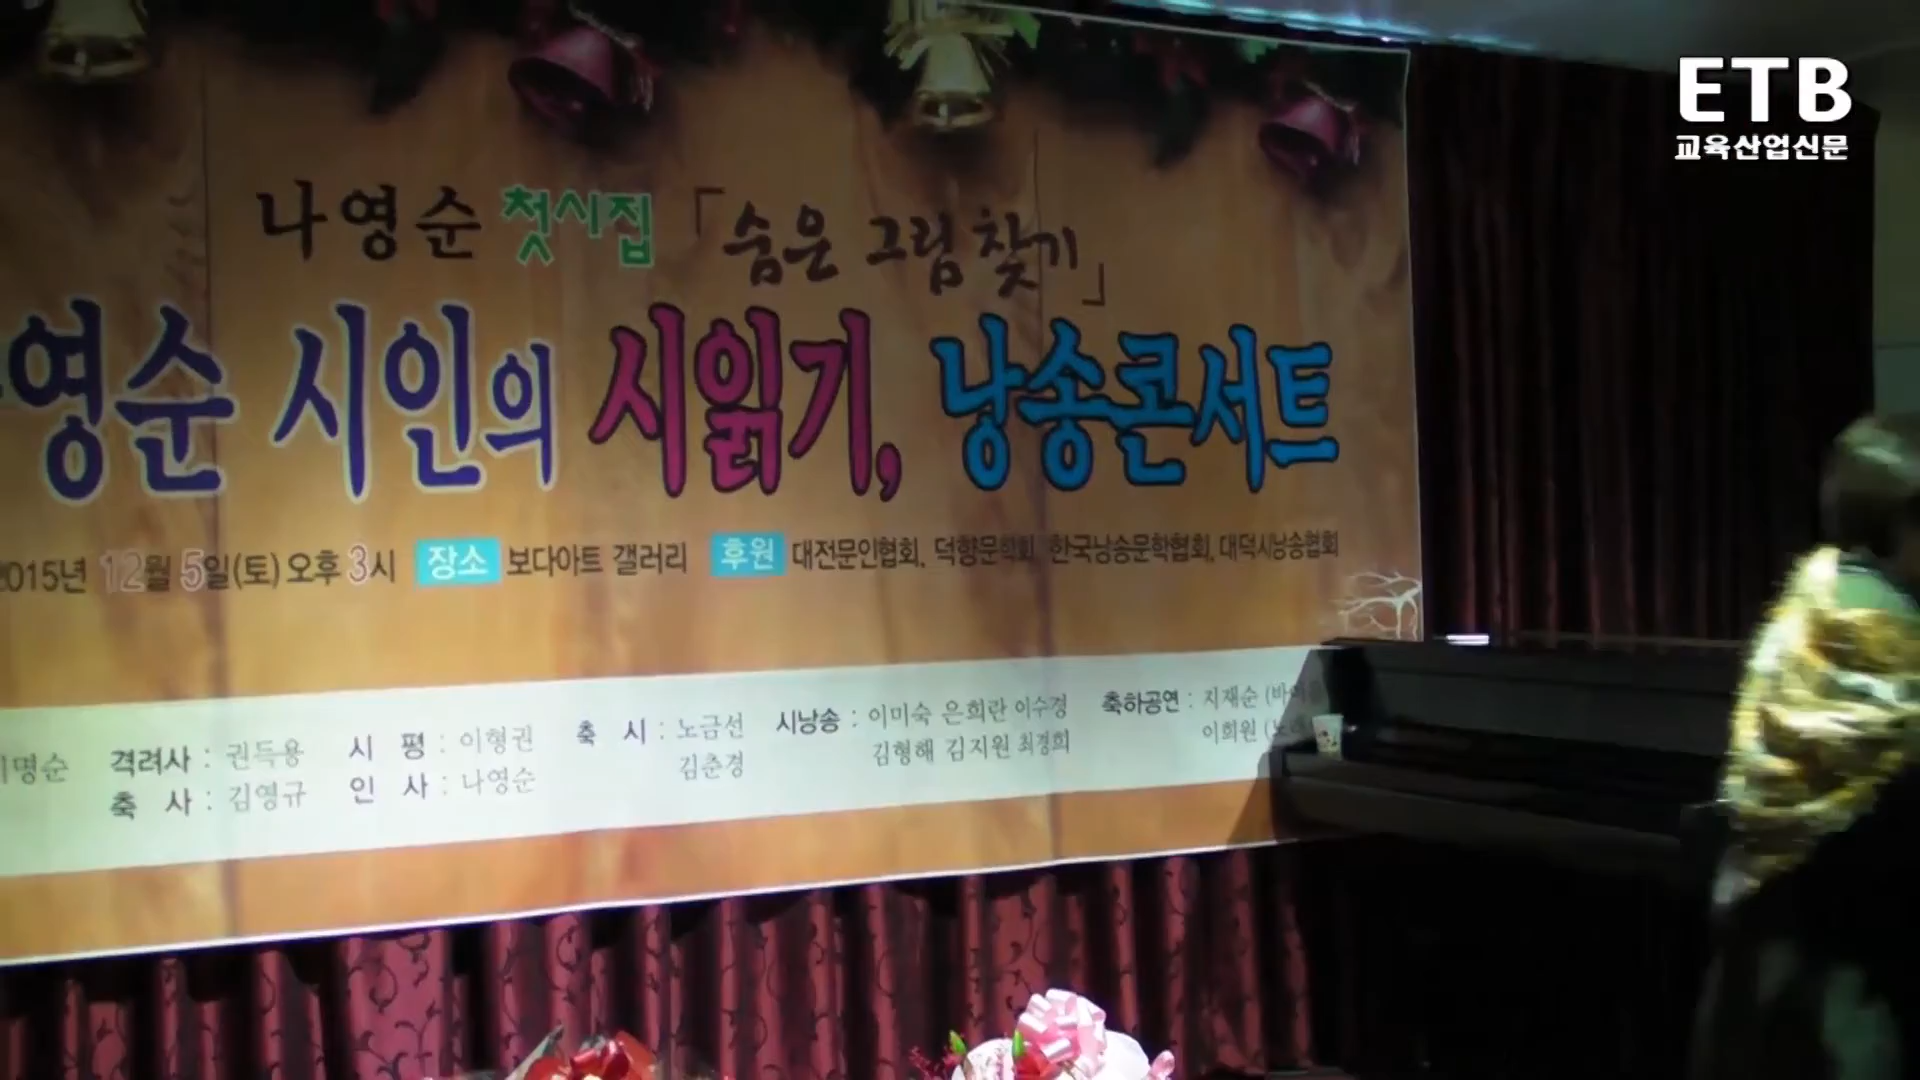 ETB
교육산업신문
나영순 첫시집 「숨은 그림 찾기」
영순 시인의 시읽기, 낭송콘서트
2015년 12월 5일(토) 오후 3시 장소 보다아트 갤러리 후원 대전문인협회, 덕향문학회, 한국낭송문학협회, 대덕시낭송협회
명순 격려사 : 권득용 시 평 : 이형권 축 시 : 노금선 시낭송 : 이미숙 은희란 이수경 축하공연 : 지재순
축 사 : 김영규 인 사 : 나영순 김춘경 김형해 김지원 최경희 이희원